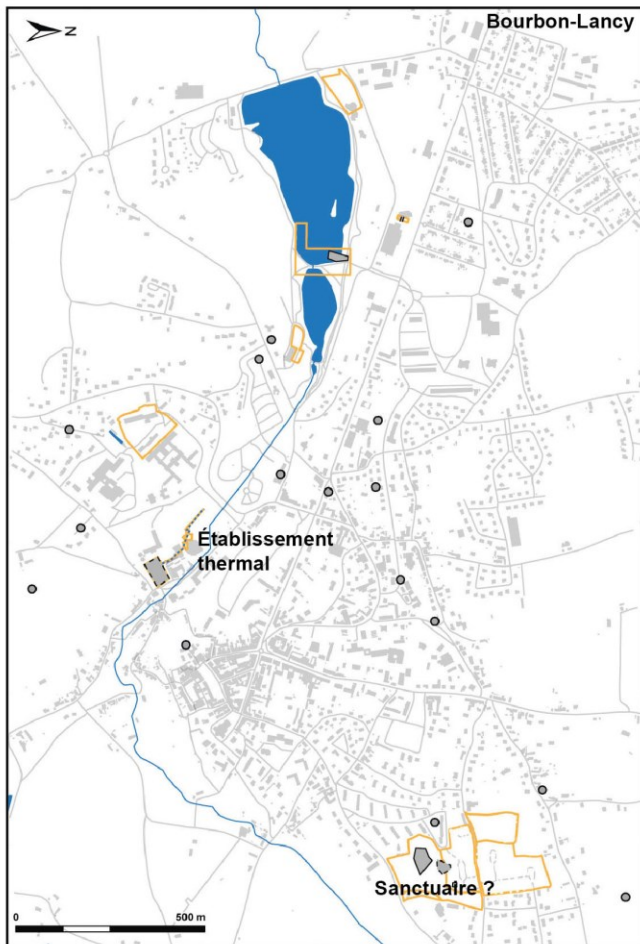 Bourbon-Lancy
N
Établissement
thermal
Sanctuaire ?
0 500 m